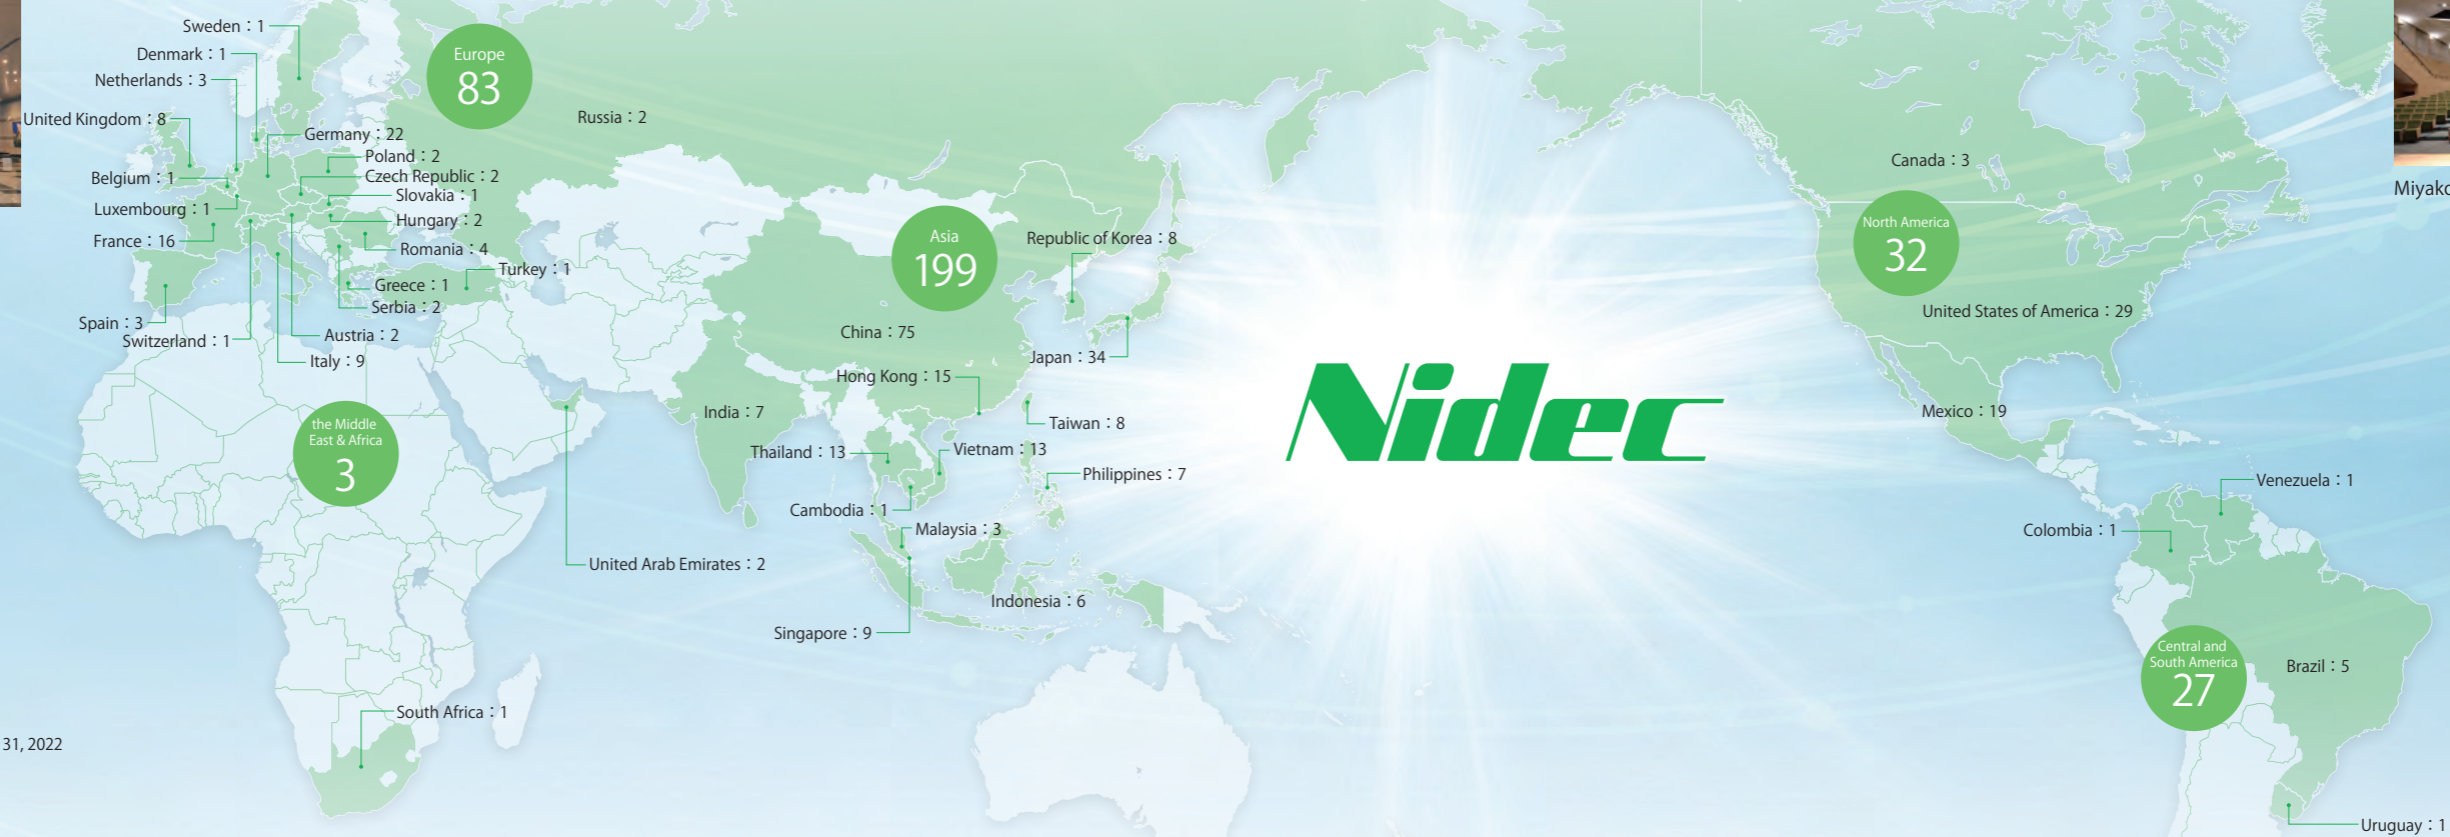 Sweden：1
Denmark：1
Netherlands：3
United Kingdom：8
Belgium：1
Luxembourg：1
France：16
Spain：3
Switzerland：1
Europe
83
Germany：22
Poland：2
Czech Republic：2
Slovakia：1
Hungary：2
Romania：4
Turkey：1
Greece：1
Serbia：2
Austria：2
Italy：9
Russia：2
the Middle
East & Africa
3
United Arab Emirates：2
South Africa：1
31, 2022
Asia
199
Republic of Korea：8
China：75
Japan：34
Hong Kong：15
India：7
Taiwan：8
Thailand：13
Vietnam：13
Philippines：7
Cambodia：1
Malaysia：3
Indonesia：6
Singapore：9
Nidec
Canada：3
North America
32
United States of America：29
Mexico：19
Venezuela：1
Colombia：1
Central and
South America
27
Brazil：5
Uruguay：1